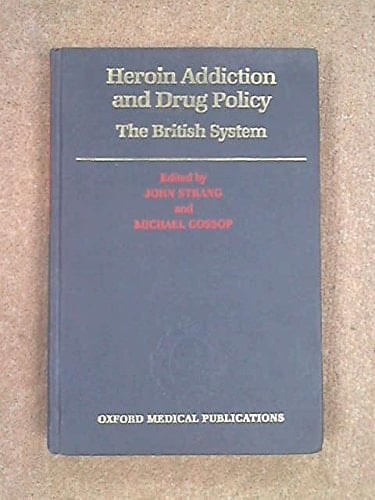 Heroin Addiction
and Drug Policy
The British System
Edited by
JOHN STRANG
and
MICHAEL GOSSOP
OXFORD MEDICAL PUBLICATIONS